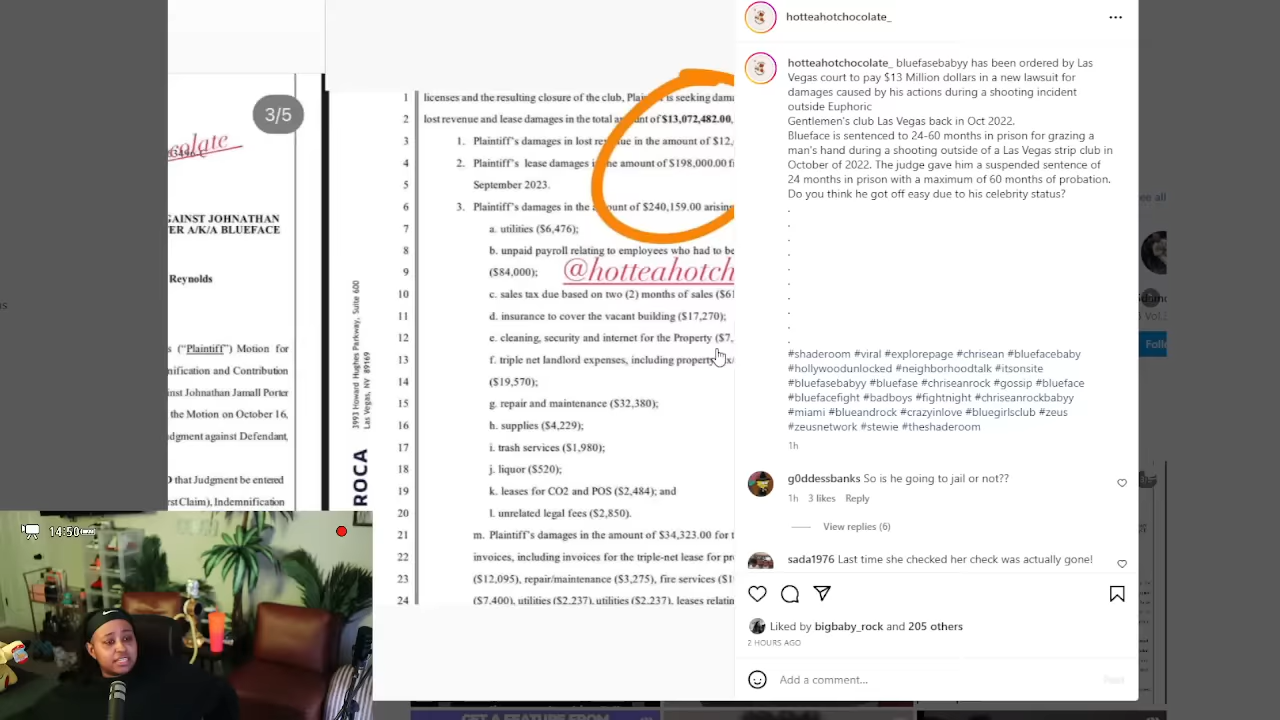 hotteahotchocolate_
hotteahotchocolate_ bluefasebabyy has been ordered by Las
Vegas court to pay $13 Million dollars in a new lawsuit for
damages caused by his actions during a shooting incident
outside Euphoric
Gentlemen's club Las Vegas back in Oct 2022.
Blueface is sentenced to 24-60 months in prison for grazing a
man's hand during a shooting outside of a Las Vegas strip club in
October of 2022. The judge gave him a suspended sentence of
24 months in prison with a maximum of 60 months of probation.
Do you think he got off easy due to his celebrity status?
.
.
.
.
.
.
.
.
.
.
#shaderoom #viral #explorepage #chrisean #bluefacebaby
#hollywoodunlocked #neighborhoodtalk #itsonsite
#bluefasebabyy #bluefase #chriseanrock #gossip #blueface
#bluefacefight #badboys #fightnight #chriseanrockbabyy
#miami #blueandrock #crazyinlove #bluegirlsclub #zeus
#zeusnetwork #stewie #theshaderoom
1h
g0ddessbanks So is he going to jail or not??
1h 3 likes Reply
View replies (6)
sada1976 Last time she checked her check was actually gone!
Liked by bigbaby_rock and 205 others
2 HOURS AGO
Add a comment...
Post
3/5
olate
AINST JOHNATHAN
ER A/K/A BLUEFACE
Reynolds
s ("Plaintiff") Motion for
nification and Contribution
inst Johnathan Jamall Porter
the Motion on October 16,
dgment against Defendant,
D that Judgment be entered
rst Claim), Indemnification
3993 Howard Hughes Parkway, Suite 600
Las Vegas, NV 89169
ROCA
1 licenses and the resulting closure of the club, Plaintiff is seeking dama
2 lost revenue and lease damages in the total amount of $13,072,482.00,
3 1. Plaintiff's damages in lost revenue in the amount of $12,
4 2. Plaintiff's lease damages in the amount of $198,000.00 f
5 September 2023.
6 3. Plaintiff's damages in the amount of $240,159.00 arising
7 a. utilities ($6,476);
8 b. unpaid payroll relating to employees who had to be
9 ($84,000);
@hotteahotch
10 c. sales tax due based on two (2) months of sales ($61
11 d. insurance to cover the vacant building ($17,270);
12 e. cleaning, security and internet for the Property ($7,
13 f. triple net landlord expenses, including property tax
14 ($19,570);
15 g. repair and maintenance ($32,380);
16 h. supplies ($4,229);
17 i. trash services ($1,980);
18 j. liquor ($520);
19 k. leases for CO2 and POS ($2,484); and
20 l. unrelated legal fees ($2,850).
21 m. Plaintiff's damages in the amount of $34,323.00 for t
22 invoices, including invoices for the triple-net lease for pr
23 ($12,095), repair/maintenance ($3,275), fire services ($1
24 ($7,400), utilities ($2,237), utilities ($2,237), leases relatin
14:50